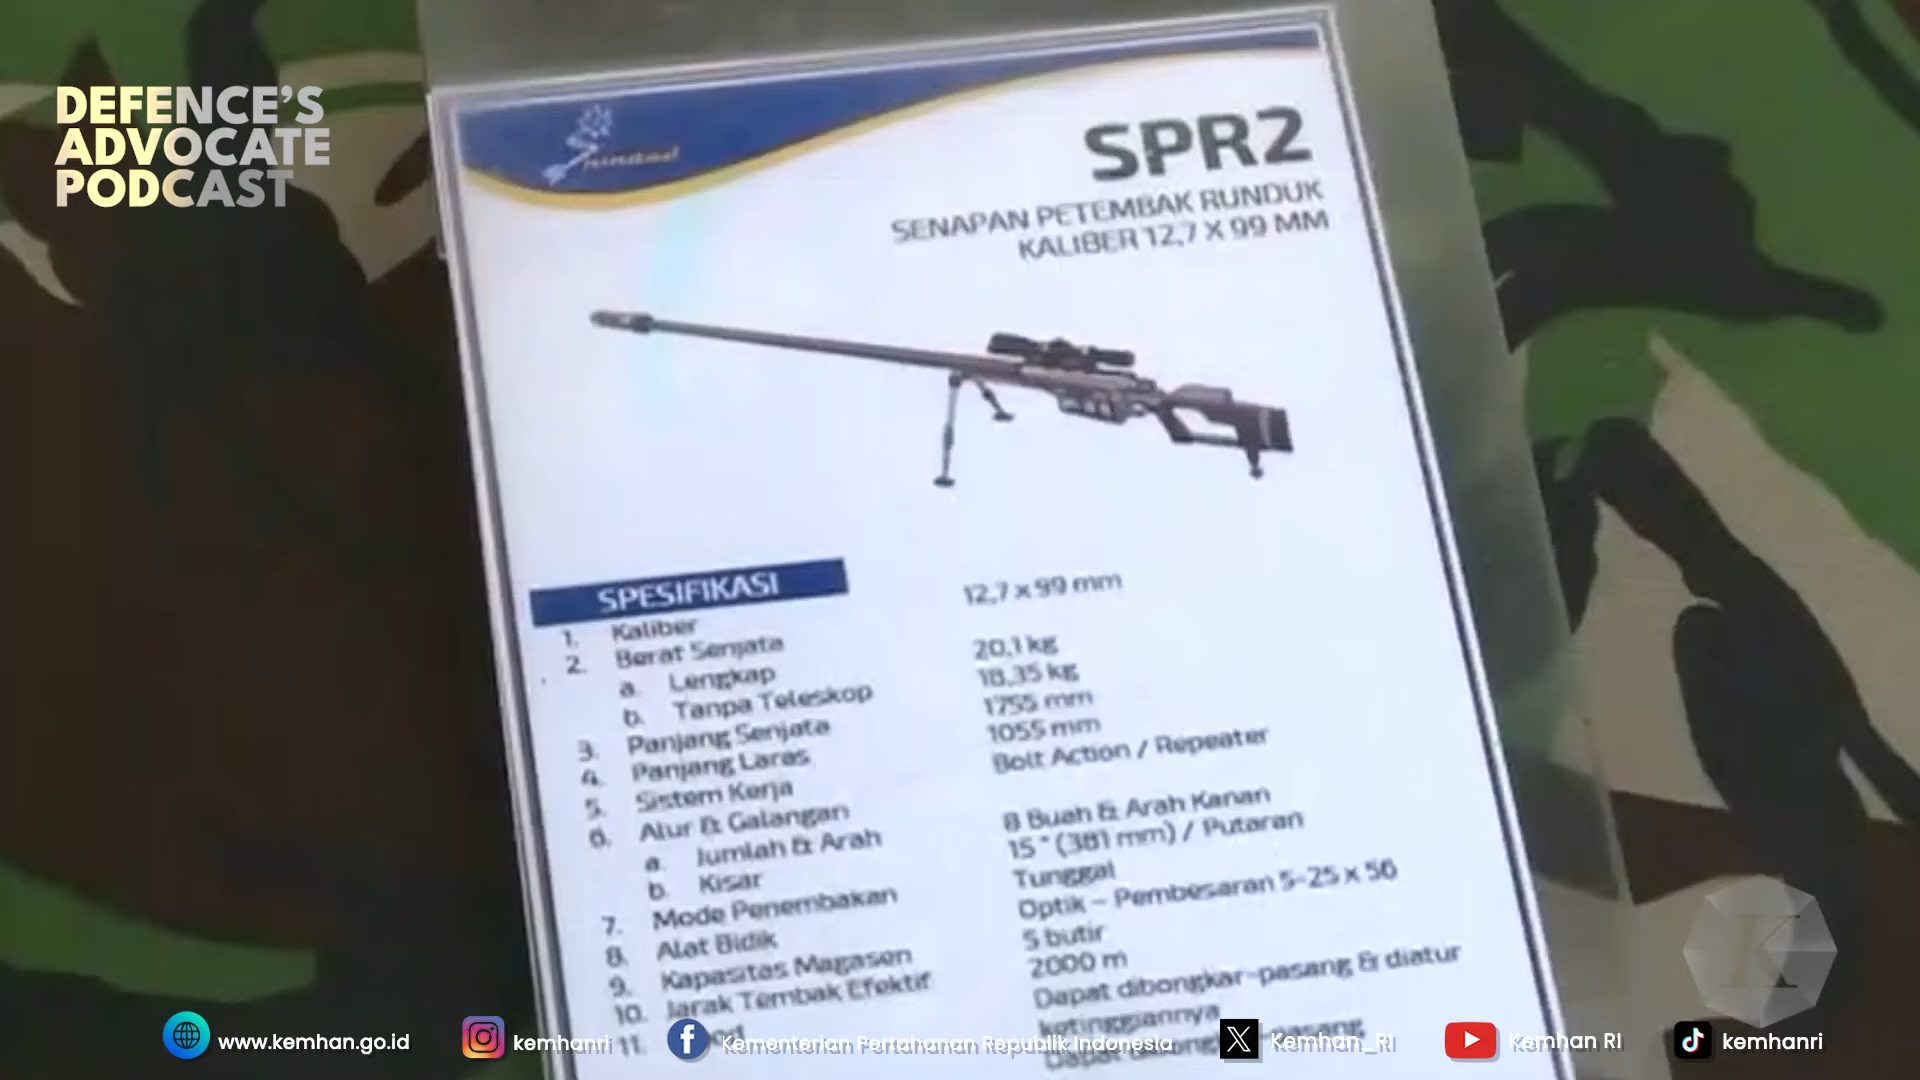 DEFENCE'S
ADVOCATE
PODCAST
pindad
SPR2
SENAPAN PETEMBAK RUNDUK
KALIBER 12,7 X 99 MM
SPESIFIKASI
1. Kaliber 12,7 x 99 mm
2. Berat Senjata
a. Lengkap 20,1 kg
b. Tanpa Teleskop 18,35 kg
3. Panjang Senjata 1755 mm
4. Panjang Laras 1055 mm
5. Sistem Kerja Bolt Action / Repeater
6. Alur & Galangan
a. Jumlah & Arah 8 Buah & Arah Kanan
b. Kisar 15 " (381 mm) / Putaran
7. Mode Penembakan Tunggal
8. Alat Bidik Optik – Pembesaran 5-25 x 56
9. Kapasitas Magasen 5 butir
10. Jarak Tembak Efektif 2000 m
11. Dapat dibongkar-pasang & diatur
ketinggiannya
K
www.kemhan.go.id
kemhanri
Kementerian Pertahanan Republik Indonesia
Kemhan_RI
Kemhan RI
kemhanri